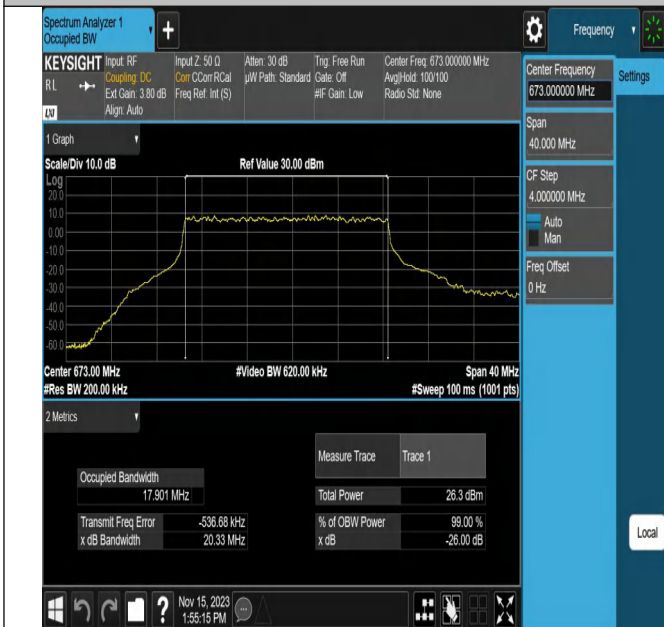 Spectrum Analyzer 1
Occupied BW
+
Frequency
KEYSIGHT
RL
LXI
Input: RF
Coupling: DC
Ext Gain: 3.80 dB
Align: Auto
Input Z: 50 Ω
Corr CCorr RCal
Freq Ref: Int (S)
Atten: 30 dB
µW Path: Standard
Trig: Free Run
Gate: Off
#IF Gain: Low
Center Freq: 673.000000 MHz
Avg|Hold: 100/100
Radio Std: None
Center Frequency
673.000000 MHz
Settings
Span
40.000 MHz
CF Step
4.000000 MHz
Auto
Man
Freq Offset
0 Hz
Local
1 Graph
Scale/Div 10.0 dB
Ref Value 30.00 dBm
Log
20.0
10.0
0.00
-10.0
-20.0
-30.0
-40.0
-50.0
-60.0
Center 673.00 MHz
#Video BW 620.00 kHz
Span 40 MHz
#Res BW 200.00 kHz
#Sweep 100 ms (1001 pts)
2 Metrics
Measure Trace
Trace 1
Occupied Bandwidth
17.901 MHz
Total Power
26.3 dBm
Transmit Freq Error
-536.68 kHz
% of OBW Power
99.00 %
x dB Bandwidth
20.33 MHz
x dB
-26.00 dB
?
Nov 15, 2023
1:55:15 PM